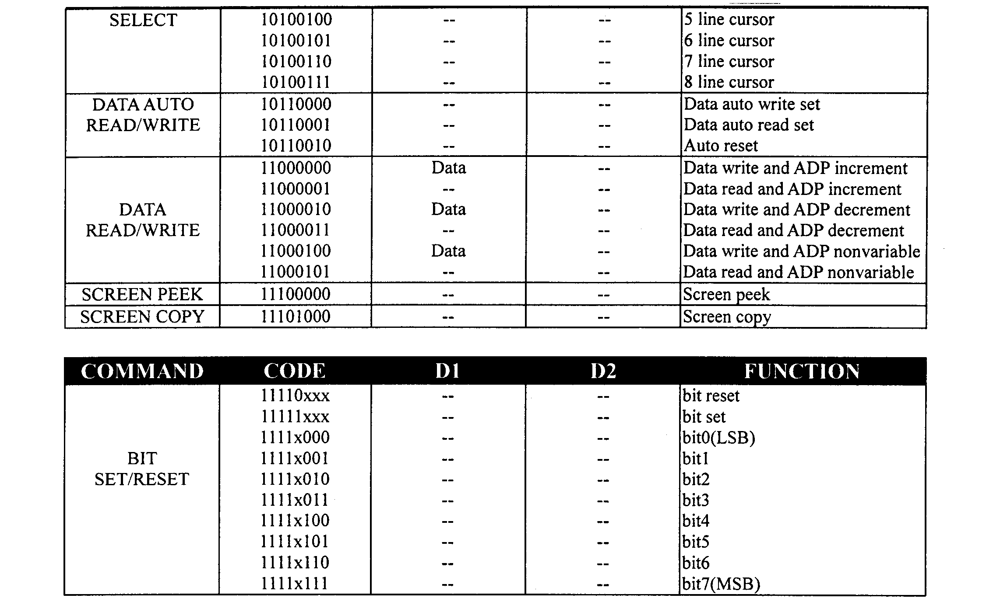 SELECT 10100100 -- -- 5 line cursor
10100101 -- -- 6 line cursor
10100110 -- -- 7 line cursor
10100111 -- -- 8 line cursor
DATA AUTO 10110000 -- -- Data auto write set
READ/WRITE 10110001 -- -- Data auto read set
10110010 -- -- Auto reset
11000000 Data -- Data write and ADP increment
11000001 -- -- Data read and ADP increment
DATA 11000010 Data -- Data write and ADP decrement
READ/WRITE 11000011 -- -- Data read and ADP decrement
11000100 Data -- Data write and ADP nonvariable
11000101 -- -- Data read and ADP nonvariable
SCREEN PEEK 11100000 -- -- Screen peek
SCREEN COPY 11101000 -- -- Screen copy
COMMAND CODE D1 D2 FUNCTION
11110xxx -- -- bit reset
11111xxx -- -- bit set
1111x000 -- -- bit0(LSB)
BIT 1111x001 -- -- bit1
SET/RESET 1111x010 -- -- bit2
1111x011 -- -- bit3
1111x100 -- -- bit4
1111x101 -- -- bit5
1111x110 -- -- bit6
1111x111 -- -- bit7(MSB)